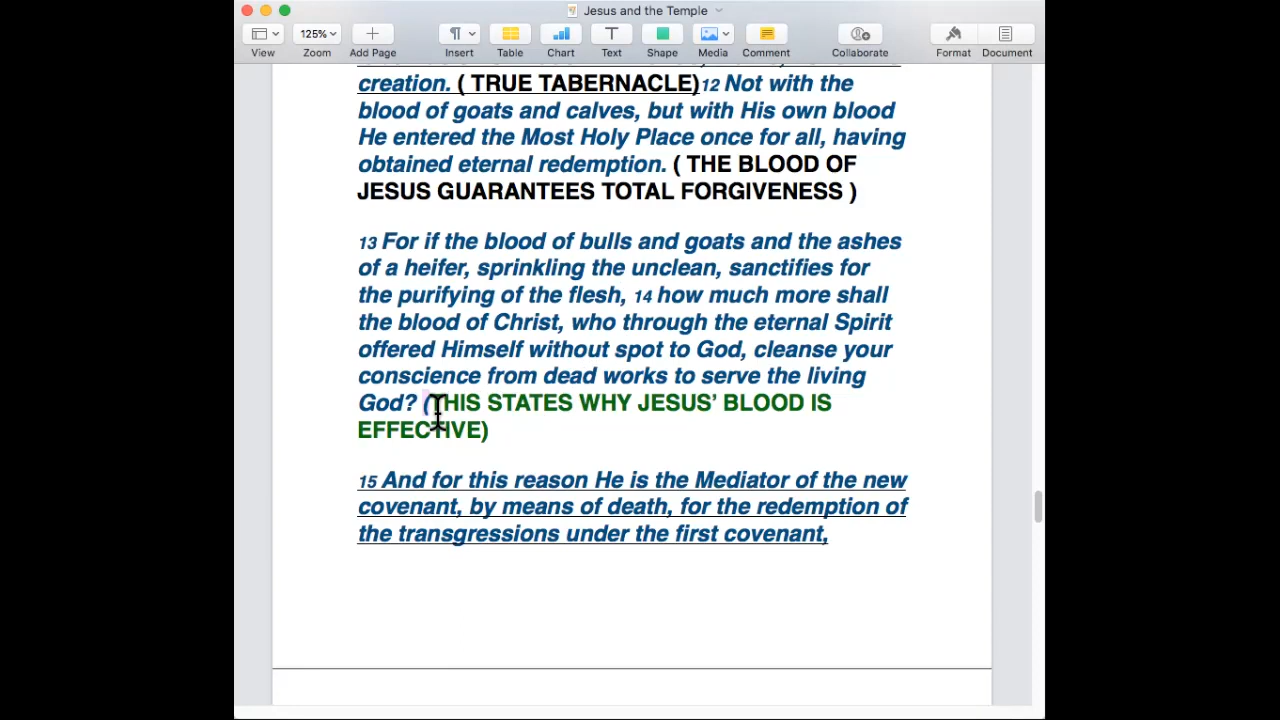 Jesus and the Temple
125%
View Zoom Add Page Insert Table Chart Text Shape Media Comment Collaborate Format Document
creation. ( TRUE TABERNACLE)12 Not with the
blood of goats and calves, but with His own blood
He entered the Most Holy Place once for all, having
obtained eternal redemption. ( THE BLOOD OF
JESUS GUARANTEES TOTAL FORGIVENESS )
13 For if the blood of bulls and goats and the ashes
of a heifer, sprinkling the unclean, sanctifies for
the purifying of the flesh, 14 how much more shall
the blood of Christ, who through the eternal Spirit
offered Himself without spot to God, cleanse your
conscience from dead works to serve the living
God? (THIS STATES WHY JESUS’ BLOOD IS
EFFECTIVE)
15 And for this reason He is the Mediator of the new
covenant, by means of death, for the redemption of
the transgressions under the first covenant,